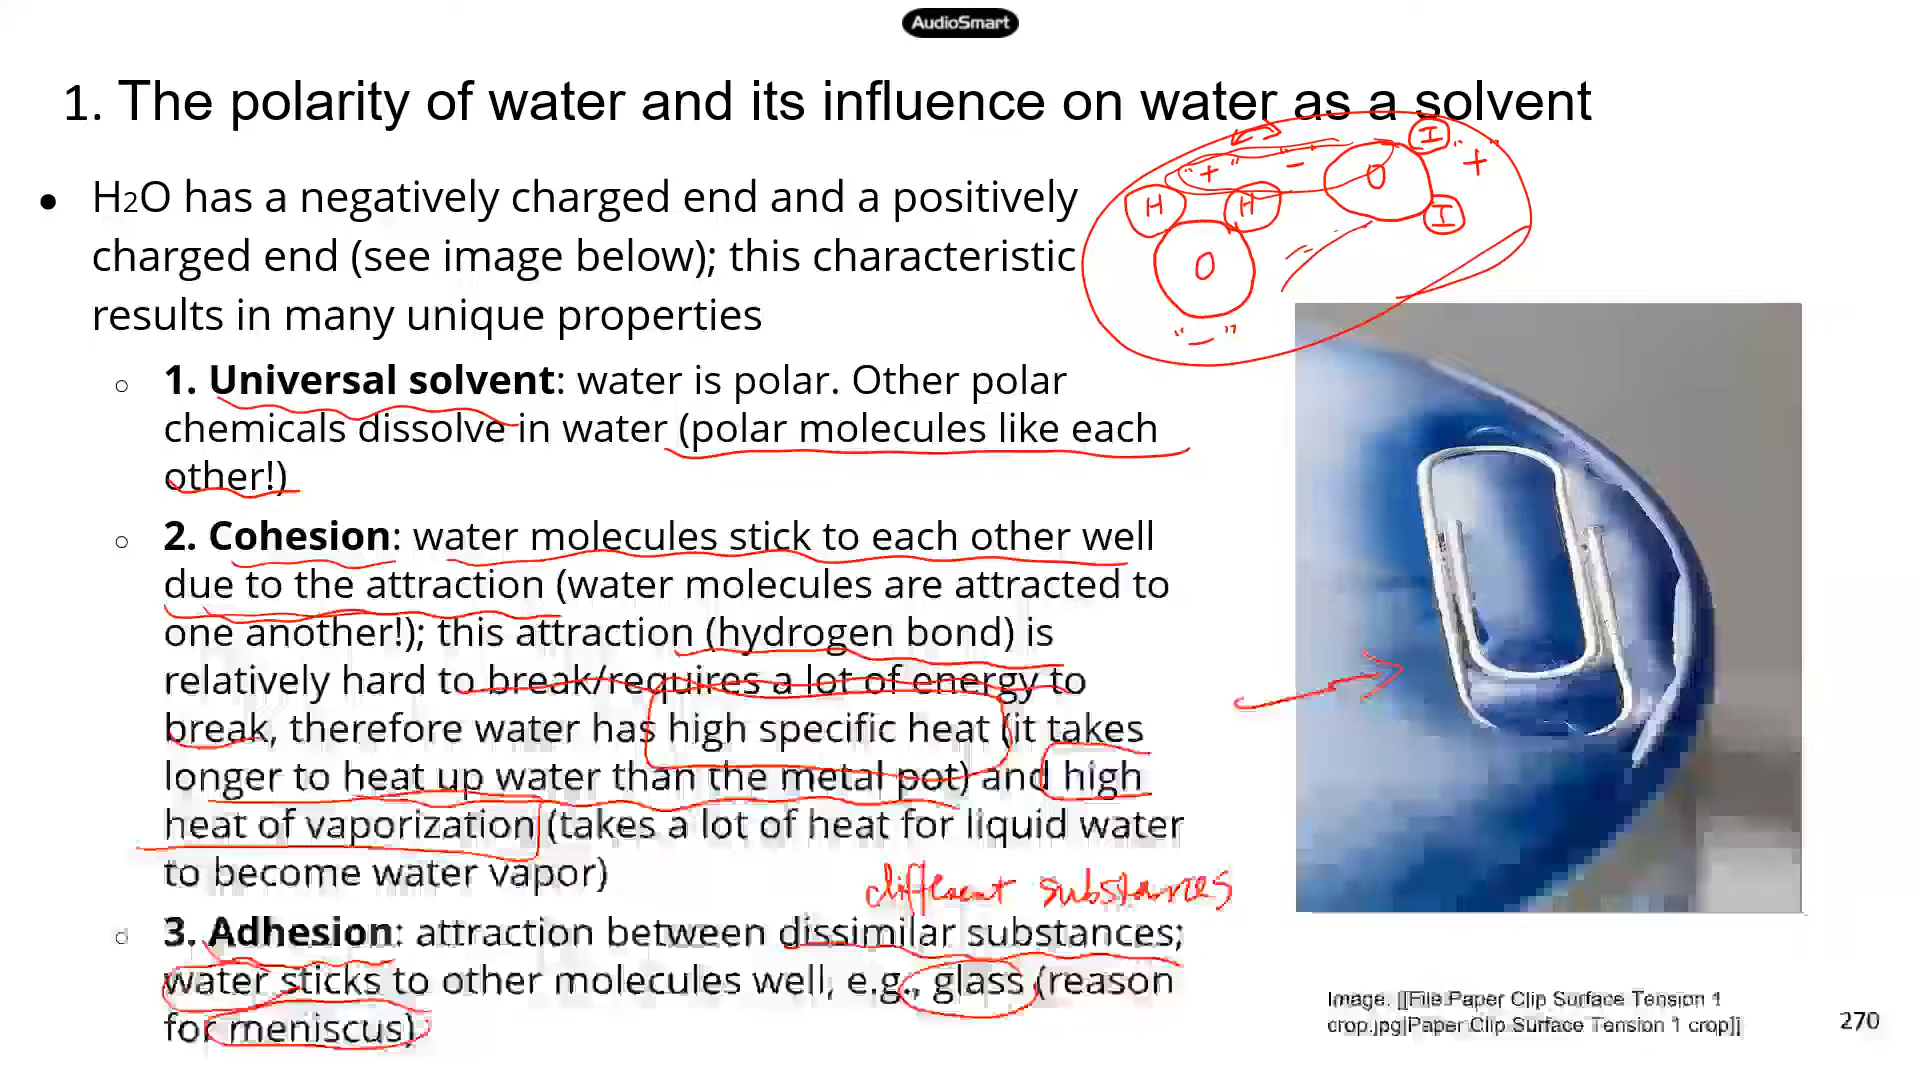 AudioSmart
1. The polarity of water and its influence on water as a solvent
● H2O has a negatively charged end and a positively
charged end (see image below); this characteristic
results in many unique properties
"+"
"-"
O
H
H
O
"+"
"-"
○ 1. Universal solvent: water is polar. Other polar
chemicals dissolve in water (polar molecules like each
other!)
○ 2. Cohesion: water molecules stick to each other well
due to the attraction (water molecules are attracted to
one another!); this attraction (hydrogen bond) is
relatively hard to break/requires a lot of energy to
break, therefore water has high specific heat (it takes
longer to heat up water than the metal pot) and high
heat of vaporization (takes a lot of heat for liquid water
to become water vapor)
different substances
○ 3. Adhesion: attraction between dissimilar substances;
water sticks to other molecules well, e.g., glass (reason
for meniscus)
Image. [[File.Paper Clip Surface Tension 1
crop.jpg|Paper Clip Surface Tension 1 crop]]
270